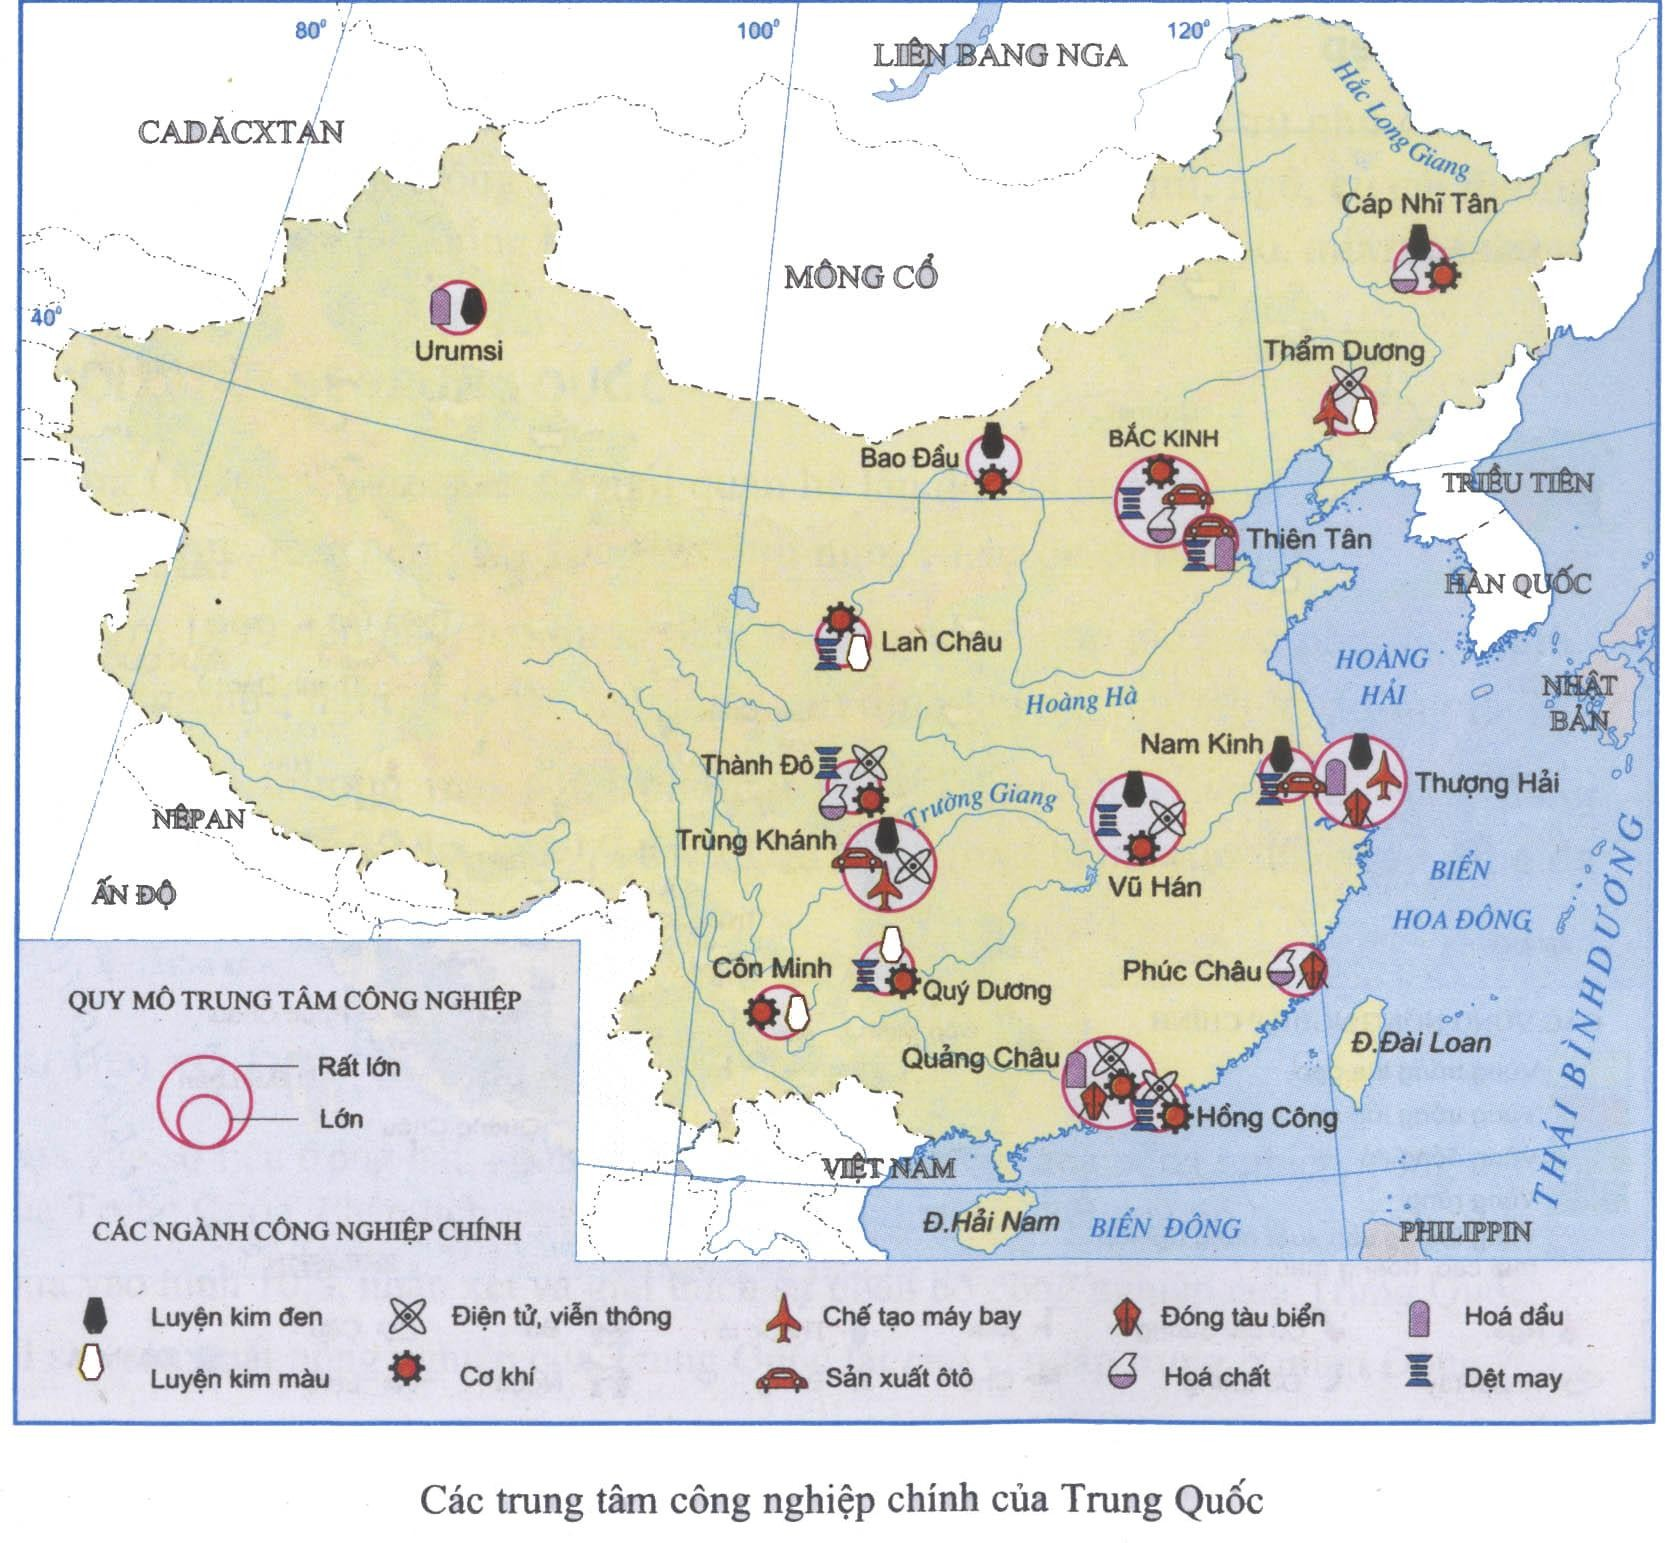 80°
100°
120°
LIÊN BANG NGA
CADĂCXTAN
Hắc Long Giang
Cáp Nhĩ Tân
MÔNG CỔ
40°
Urumsi
Thẩm Dương
BẮC KINH
Bao Đầu
TRIỀU TIÊN
Thiên Tân
HÀN QUỐC
Lan Châu
HOÀNG
HẢI
NHẬT
BẢN
Hoàng Hà
Nam Kinh
Thành Đô
Thượng Hải
Trường Giang
NÊPAN
Trùng Khánh
BIỂN
HOA ĐÔNG
Vũ Hán
ẤN ĐỘ
THÁI BÌNH DƯƠNG
Côn Minh
Phúc Châu
Quý Dương
QUY MÔ TRUNG TÂM CÔNG NGHIỆP
Rất lớn
Lớn
Quảng Châu
Đ.Đài Loan
Hồng Công
VIỆT NAM
Đ.Hải Nam
BIỂN ĐÔNG
PHILIPPIN
CÁC NGÀNH CÔNG NGHIỆP CHÍNH
Luyện kim đen
Điện tử, viễn thông
Chế tạo máy bay
Đóng tàu biển
Hoá dầu
Luyện kim màu
Cơ khí
Sản xuất ôtô
Hoá chất
Dệt may
Các trung tâm công nghiệp chính của Trung Quốc